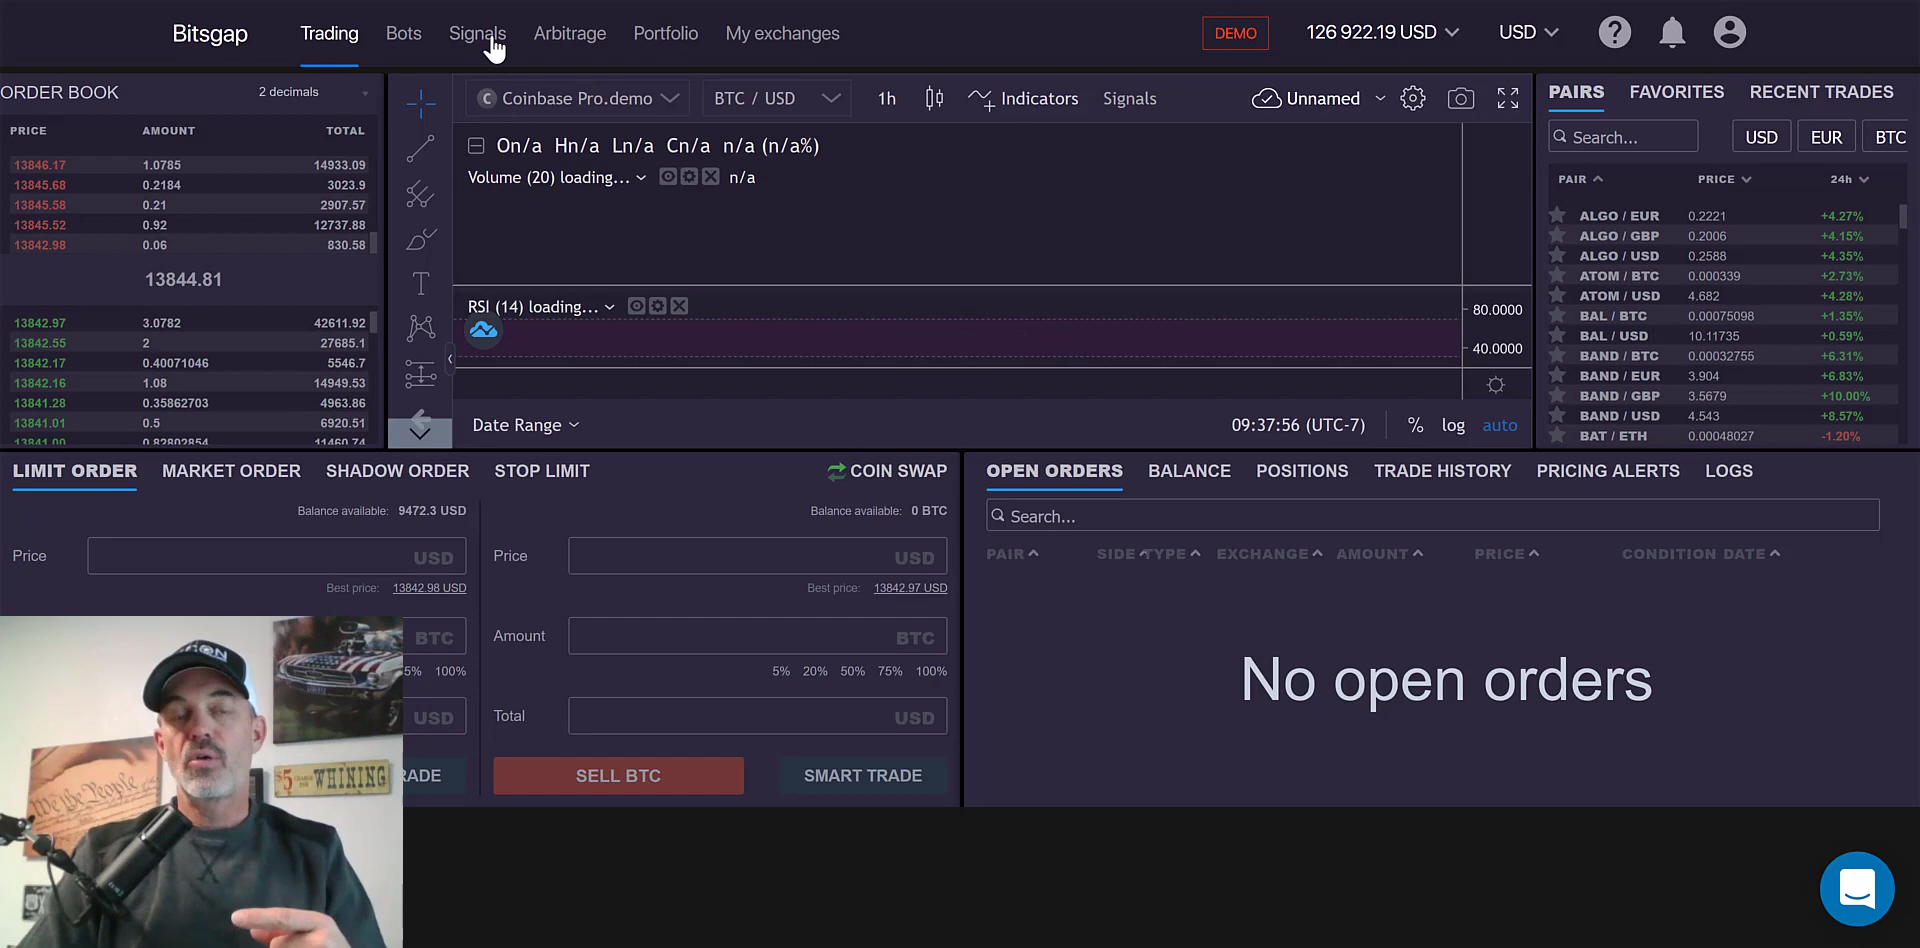 Bitsgap
Trading
Bots
Signals
Arbitrage
Portfolio
My exchanges
DEMO
126 922.19 USD
USD
ORDER BOOK
2 decimals
PRICE AMOUNT TOTAL
13846.17 1.0785 14933.09
13845.68 0.2184 3023.9
13845.58 0.21 2907.57
13845.52 0.92 12737.88
13842.98 0.06 830.58
13844.81
13842.97 3.0782 42611.92
13842.55 2 27685.1
13842.17 0.40071046 5546.7
13842.16 1.08 14949.53
13841.28 0.35862703 4963.86
13841.01 0.5 6920.51
13841.00 0.82802854 11460.74
C Coinbase Pro.demo
BTC / USD
1h
Indicators
Signals
Unnamed
On/a Hn/a Ln/a Cn/a n/a (n/a%)
Volume (20) loading... n/a
RSI (14) loading...
80.0000
40.0000
Date Range
09:37:56 (UTC-7)
%
log
auto
PAIRS
FAVORITES
RECENT TRADES
Search...
USD
EUR
BTC
PAIR PRICE 24h
ALGO / EUR 0.2221 +4.27%
ALGO / GBP 0.2006 +4.15%
ALGO / USD 0.2588 +4.35%
ATOM / BTC 0.000339 +2.73%
ATOM / USD 4.682 +4.28%
BAL / BTC 0.00075098 +1.35%
BAL / USD 10.11735 +0.59%
BAND / BTC 0.00032755 +6.31%
BAND / EUR 3.904 +6.83%
BAND / GBP 3.5679 +10.00%
BAND / USD 4.543 +8.57%
BAT / ETH 0.00048027 -1.20%
LIMIT ORDER
MARKET ORDER
SHADOW ORDER
STOP LIMIT
COIN SWAP
Balance available: 9472.3 USD
Price
USD
Best price: 13842.98 USD
BTC
5% 100%
USD
RADE
Balance available: 0 BTC
Price
USD
Best price: 13842.97 USD
Amount
BTC
5% 20% 50% 75% 100%
Total
USD
SELL BTC
SMART TRADE
OPEN ORDERS
BALANCE
POSITIONS
TRADE HISTORY
PRICING ALERTS
LOGS
Search...
PAIR SIDE TYPE EXCHANGE AMOUNT PRICE CONDITION DATE
No open orders
We the People
$5
WHINING